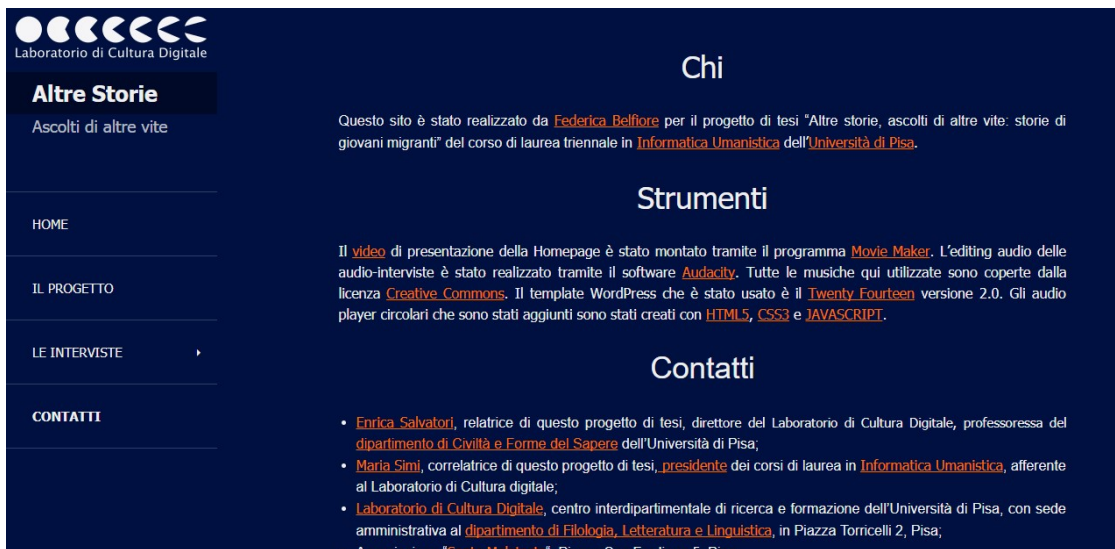 Laboratorio di Cultura Digitale
Altre Storie
Ascolti di altre vite
HOME
IL PROGETTO
LE INTERVISTE
CONTATTI
Chi
Questo sito è stato realizzato da Federica Belfiore per il progetto di tesi “Altre storie, ascolti di altre vite: storie di
giovani migranti” del corso di laurea triennale in Informatica Umanistica dell’Università di Pisa.
Strumenti
Il video di presentazione della Homepage è stato montato tramite il programma Movie Maker. L’editing audio delle
audio-interviste è stato realizzato tramite il software Audacity. Tutte le musiche qui utilizzate sono coperte dalla
licenza Creative Commons. Il template WordPress che è stato usato è il Twenty Fourteen versione 2.0. Gli audio
player circolari che sono stati aggiunti sono stati creati con HTML5, CSS3 e JAVASCRIPT.
Contatti
• Enrica Salvatori, relatrice di questo progetto di tesi, direttore del Laboratorio di Cultura Digitale, professoressa del
dipartimento di Civiltà e Forme del Sapere dell’Università di Pisa;
• Maria Simi, correlatrice di questo progetto di tesi, presidente dei corsi di laurea in Informatica Umanistica, afferente
al Laboratorio di Cultura digitale;
• Laboratorio di Cultura Digitale, centro interdipartimentale di ricerca e formazione dell’Università di Pisa, con sede
amministrativa al dipartimento di Filologia, Letteratura e Linguistica, in Piazza Torricelli 2, Pisa;